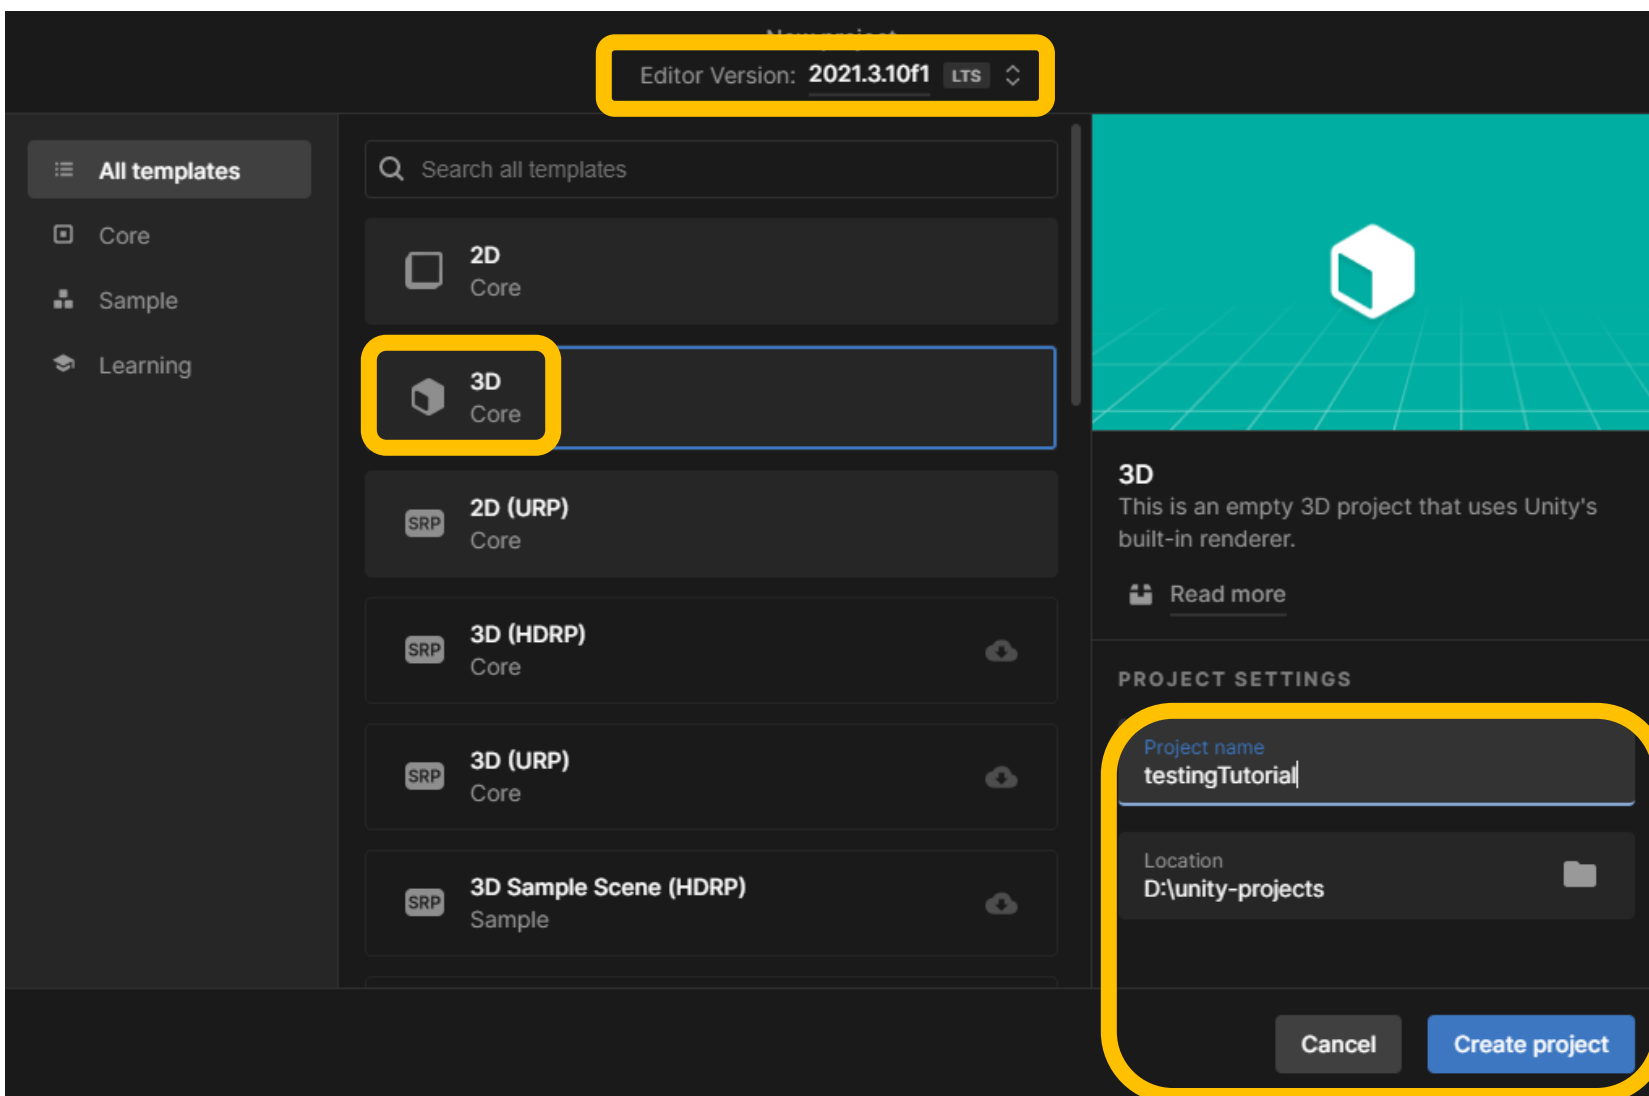 New project
Editor Version: 2021.3.10f1 LTS
All templates
Core
Sample
Learning
Search all templates
2D
Core
3D
Core
SRP
2D (URP)
Core
SRP
3D (HDRP)
Core
SRP
3D (URP)
Core
SRP
3D Sample Scene (HDRP)
Sample
3D
This is an empty 3D project that uses Unity's
built-in renderer.
Read more
PROJECT SETTINGS
Project name
testingTutorial
Location
D:\unity-projects
Cancel
Create project